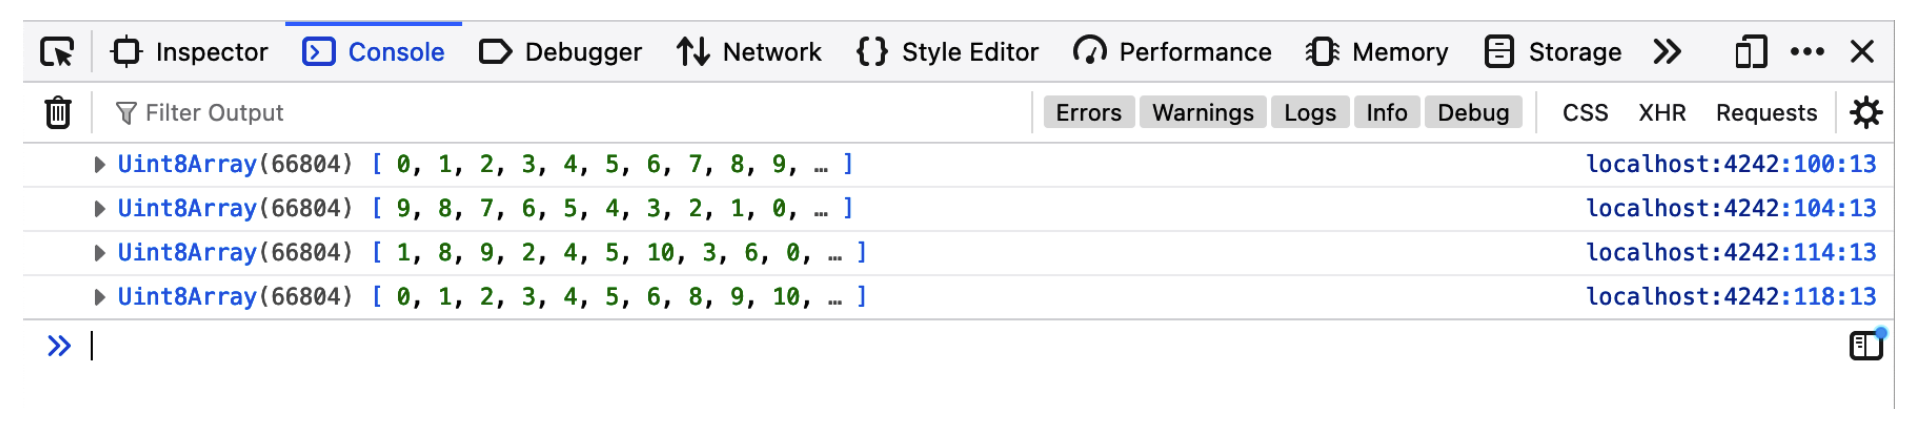 Inspector Console Debugger Network {} Style Editor Performance Memory Storage
Filter Output Errors Warnings Logs Info Debug CSS XHR Requests
Uint8Array(66804) [ 0, 1, 2, 3, 4, 5, 6, 7, 8, 9, … ] localhost:4242:100:13
Uint8Array(66804) [ 9, 8, 7, 6, 5, 4, 3, 2, 1, 0, … ] localhost:4242:104:13
Uint8Array(66804) [ 1, 8, 9, 2, 4, 5, 10, 3, 6, 0, … ] localhost:4242:114:13
Uint8Array(66804) [ 0, 1, 2, 3, 4, 5, 6, 8, 9, 10, … ] localhost:4242:118:13